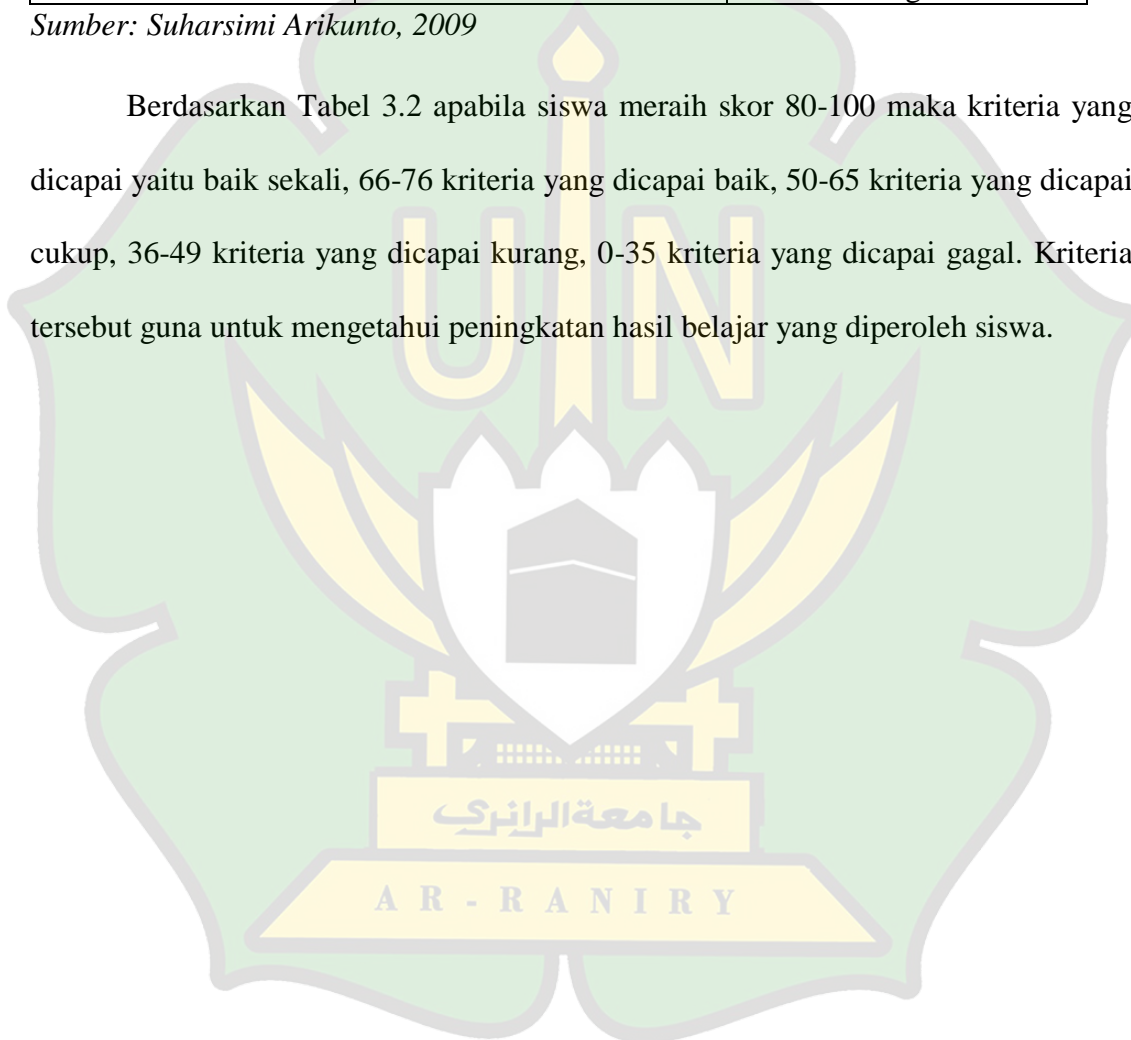 Sumber: Suharsimi Arikunto, 2009
Berdasarkan Tabel 3.2 apabila siswa meraih skor 80-100 maka kriteria yang
dicapai yaitu baik sekali, 66-76 kriteria yang dicapai baik, 50-65 kriteria yang dicapai
cukup, 36-49 kriteria yang dicapai kurang, 0-35 kriteria yang dicapai gagal. Kriteria
tersebut guna untuk mengetahui peningkatan hasil belajar yang diperoleh siswa.
UIN
جامعة الرانري
AR-RANIRY